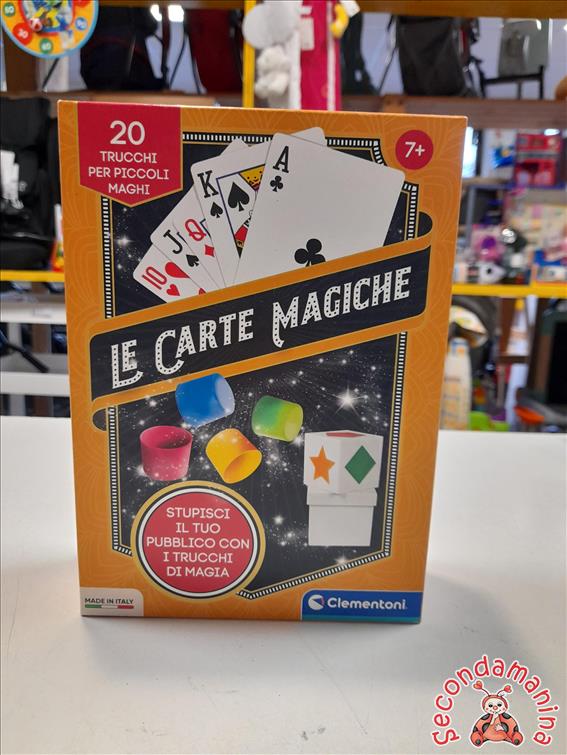 20
TRUCCHI
PER PICCOLI
MAGHI
7+
A
K
Q
J
10
LE CARTE MAGICHE
STUPISCI
IL TUO
PUBBLICO CON
I TRUCCHI
DI MAGIA
MADE IN ITALY
Clementoni
Secondamanina